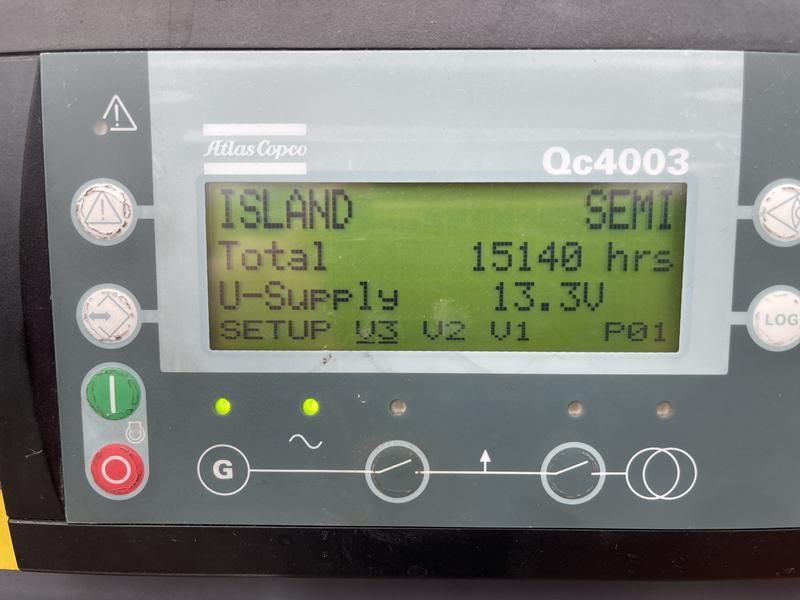 Atlas Copco
Qc4003
ISLAND SEMI
Total 15140 hrs
U-Supply 13.3V
SETUP V3 V2 V1 P01
LOG
G